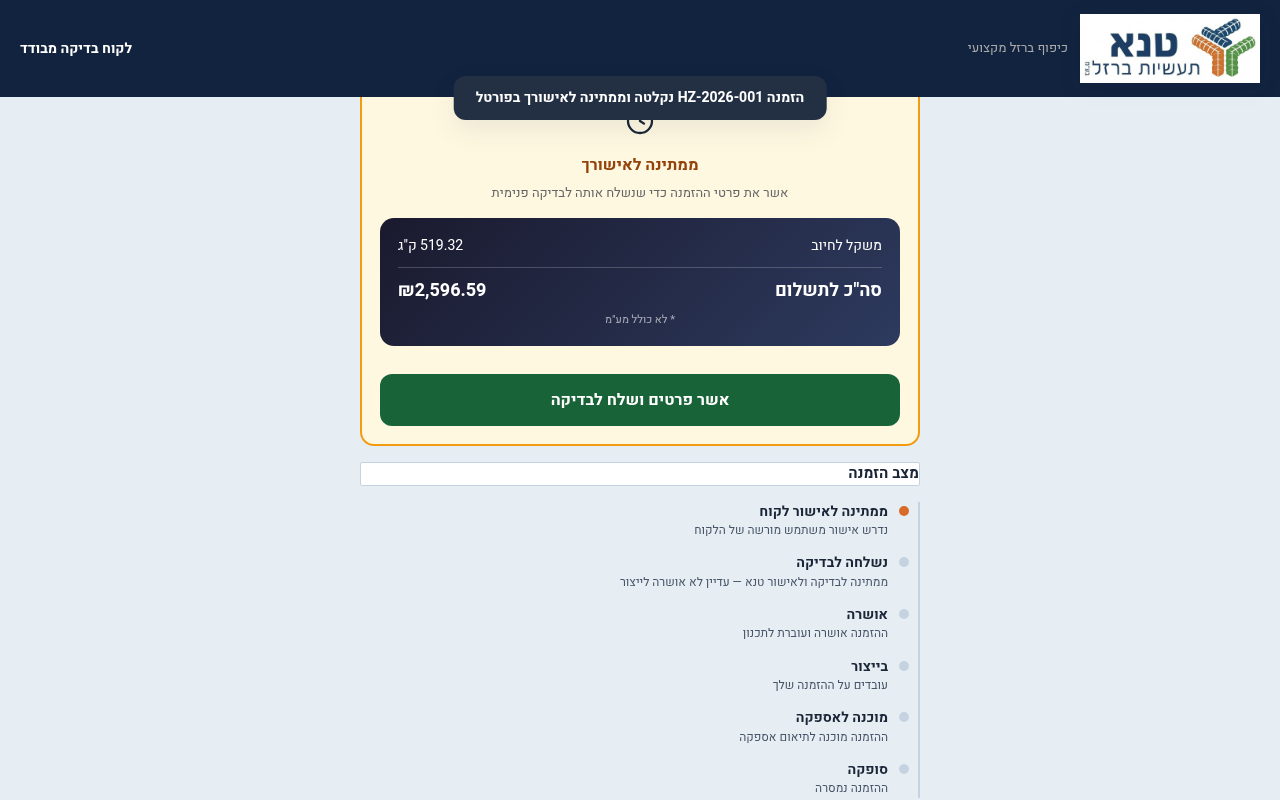 טנא
תעשיות ברזל
כיפוף ברזל מקצועי
לקוח בדיקה מבודד
הזמנה HZ-2026-001 נקלטה וממתינה לאישורך בפורטל
ממתינה לאישורך
אשר את פרטי ההזמנה כדי שנשלח אותה לבדיקה פנימית
משקל לחיוב
519.32 ק"ג
סה"כ לתשלום
₪2,596.59
* לא כולל מע"מ
אשר פרטים ושלח לבדיקה
מצב הזמנה
ממתינה לאישור לקוח
נדרש אישור משתמש מורשה של הלקוח
נשלחה לבדיקה
ממתינה לבדיקה ולאישור טנא — עדיין לא אושרה לייצור
אושרה
ההזמנה אושרה ועוברת לתכנון
בייצור
עובדים על ההזמנה שלך
מוכנה לאספקה
ההזמנה מוכנה לתיאום אספקה
סופקה
ההזמנה נמסרה